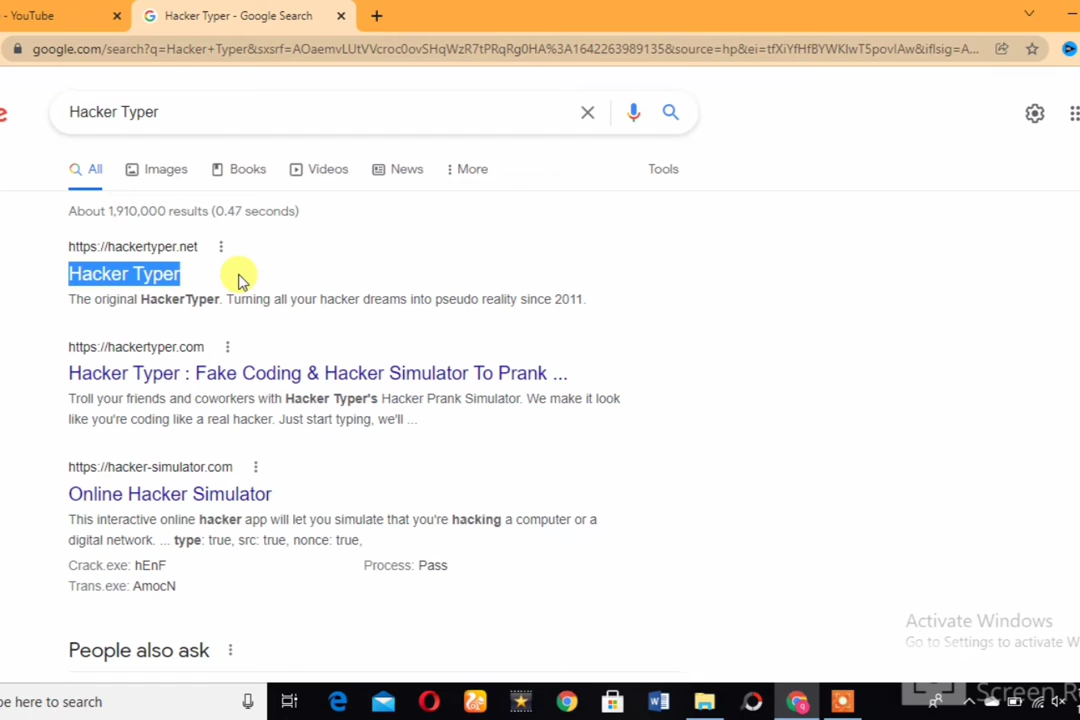 - YouTube
Hacker Typer - Google Search
google.com/search?q=Hacker+Typer&sxsrf=AOaemvLUtVVcroc0ovSHqWzR7tPRqRg0HA%3A1642263989135&source=hp&ei=tfXiYfHfBYWKlwT5povlAw&iflsig=A...
e
Hacker Typer
All
Images
Books
Videos
News
More
Tools
About 1,910,000 results (0.47 seconds)
https://hackertyper.net
Hacker Typer
The original HackerTyper. Turning all your hacker dreams into pseudo reality since 2011.
https://hackertyper.com
Hacker Typer : Fake Coding & Hacker Simulator To Prank ...
Troll your friends and coworkers with Hacker Typer's Hacker Prank Simulator. We make it look
like you're coding like a real hacker. Just start typing, we'll ...
https://hacker-simulator.com
Online Hacker Simulator
This interactive online hacker app will let you simulate that you're hacking a computer or a
digital network. ... type: true, src: true, nonce: true,
Crack.exe: hEnF
Process: Pass
Trans.exe: AmocN
People also ask
Activate Windows
Go to Settings to activate W
pe here to search
Screen R